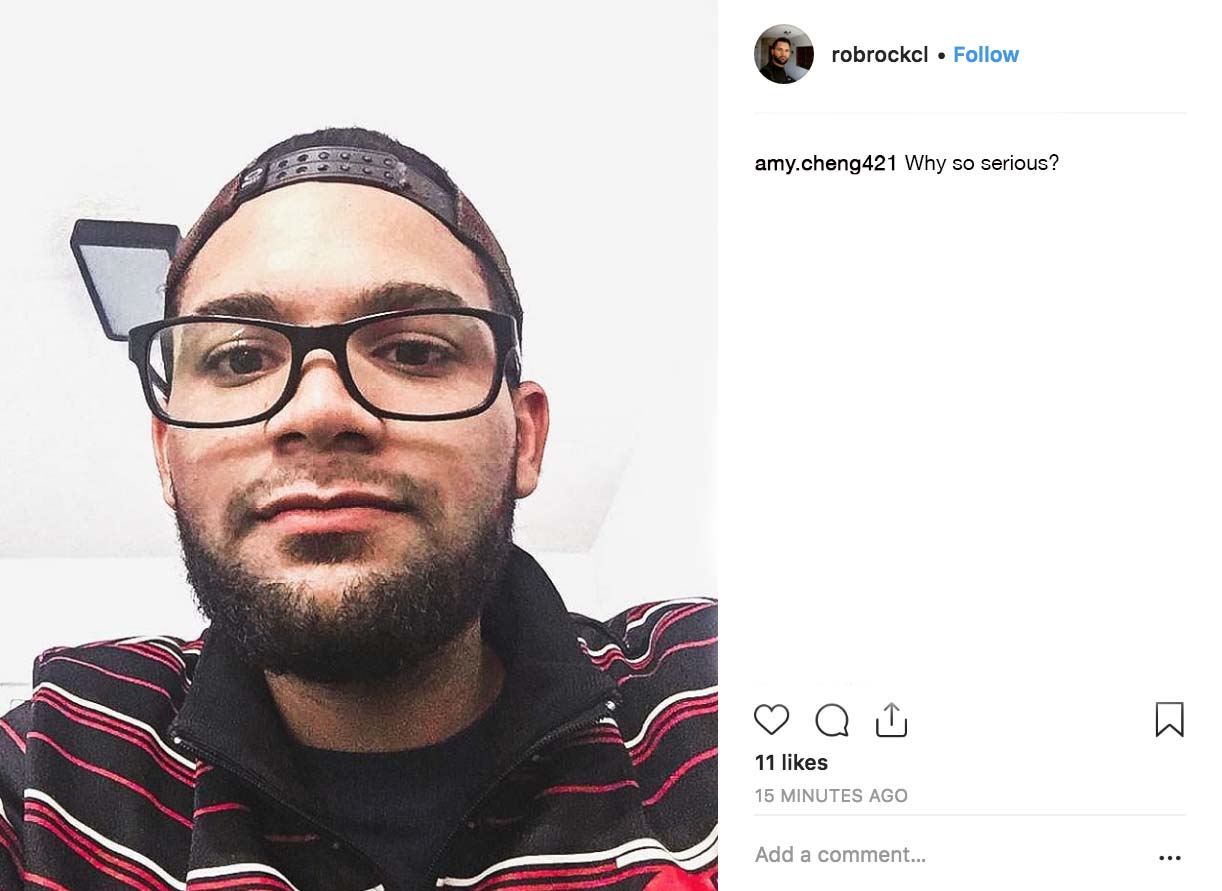 robrockcl • Follow
amy.cheng421 Why so serious?
11 likes
15 MINUTES AGO
Add a comment...